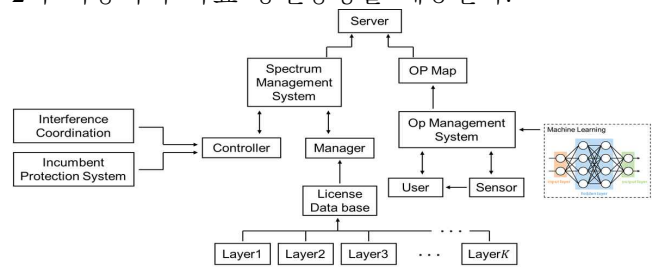 Server
Spectrum
Management
System
OP Map
Interference
Coordination
Incumbent
Protection System
Controller
Manager
Op Management
System
Machine Learning
User
Sensor
License
Data base
Layer1
Layer2
Layer3
· · ·
LayerK
· · ·